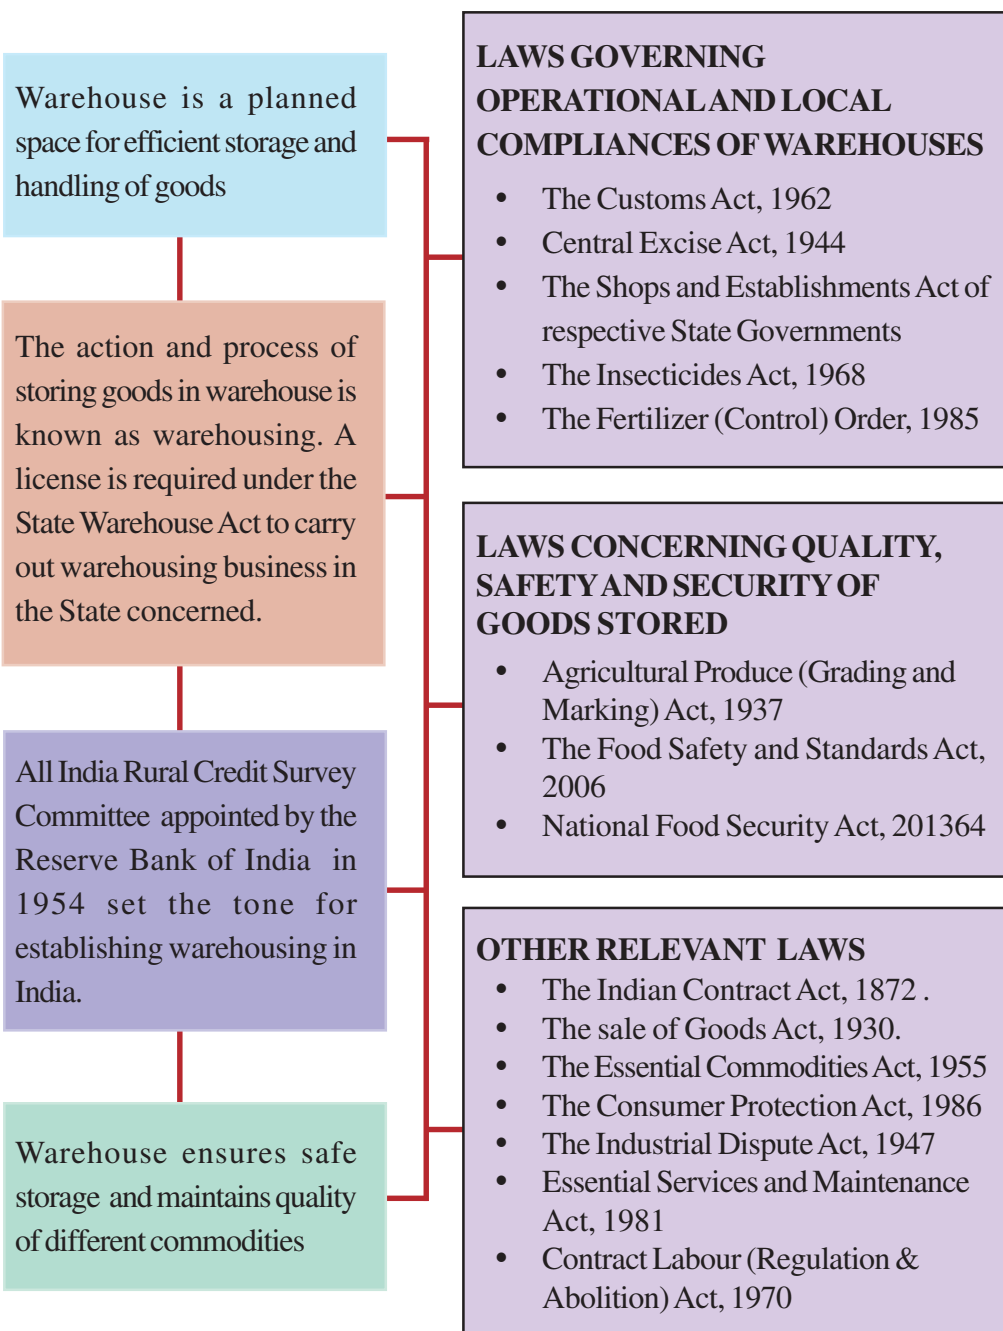 Warehouse is a planned
space for efficient storage and
handling of goods
The action and process of
storing goods in warehouse is
known as warehousing. A
license is required under the
State Warehouse Act to carry
out warehousing business in
the State concerned.
All India Rural Credit Survey
Committee appointed by the
Reserve Bank of India in
1954 set the tone for
establishing warehousing in
India.
Warehouse ensures safe
storage and maintains quality
of different commodities
LAWS GOVERNING
OPERATIONAL AND LOCAL
COMPLIANCES OF WAREHOUSES
• The Customs Act, 1962
• Central Excise Act, 1944
• The Shops and Establishments Act of
respective State Governments
• The Insecticides Act, 1968
• The Fertilizer (Control) Order, 1985
LAWS CONCERNING QUALITY,
SAFETY AND SECURITY OF
GOODS STORED
• Agricultural Produce (Grading and
Marking) Act, 1937
• The Food Safety and Standards Act,
2006
• National Food Security Act, 201364
OTHER RELEVANT LAWS
• The Indian Contract Act, 1872 .
• The sale of Goods Act, 1930.
• The Essential Commodities Act, 1955
• The Consumer Protection Act, 1986
• The Industrial Dispute Act, 1947
• Essential Services and Maintenance
Act, 1981
• Contract Labour (Regulation &
Abolition) Act, 1970